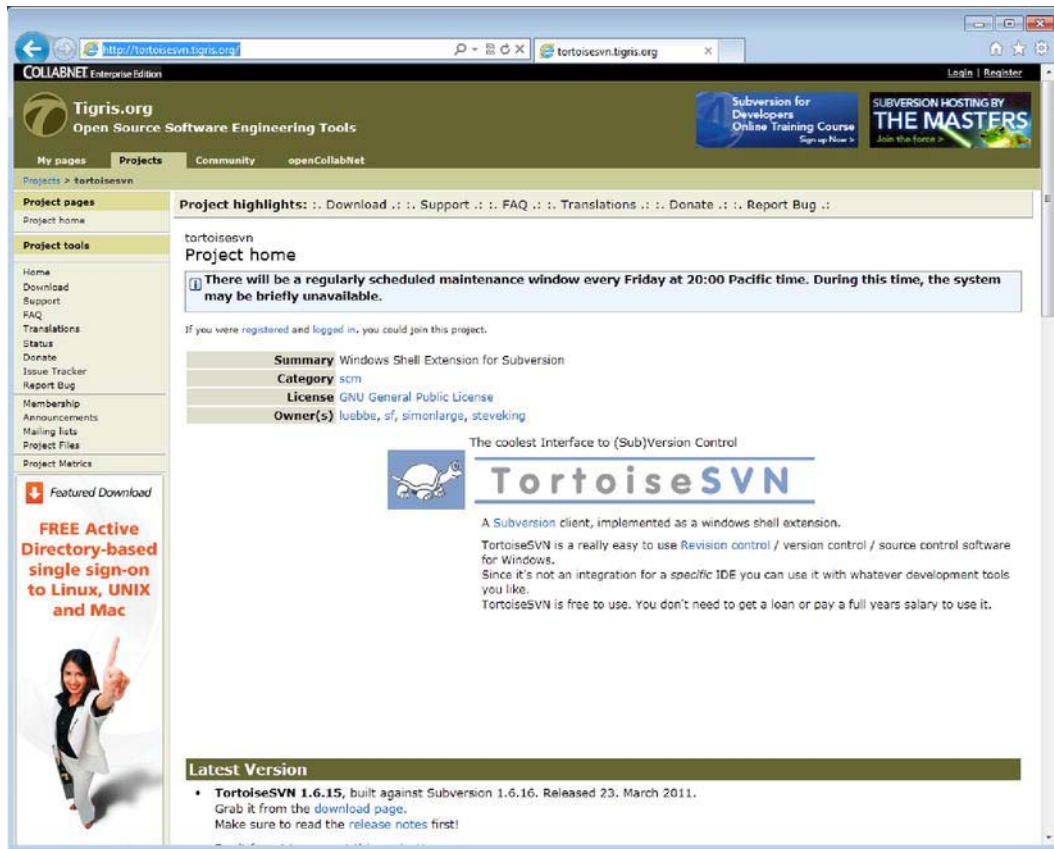 http://tortoisesvn.tigris.org/
tortoisesvn.tigris.org
COLLABNET Enterprise Edition
Login | Register
Tigris.org
Open Source Software Engineering Tools
Subversion for
Developers
Online Training Course
Sign up Now >
SUBVERSION HOSTING BY
THE MASTERS
Join the force >
My pages
Projects
Community
openCollabNet
Projects > tortoisesvn
Project pages
Project home
Project tools
Home
Download
Support
FAQ
Translations
Status
Donate
Issue Tracker
Report Bug
Membership
Announcements
Mailing lists
Project Files
Project Metrics
Featured Download
FREE Active
Directory-based
single sign-on
to Linux, UNIX
and Mac
Project highlights: :. Download .: :. Support .: :. FAQ .: :. Translations .: :. Donate .: :. Report Bug .:
tortoisesvn
Project home
There will be a regularly scheduled maintenance window every Friday at 20:00 Pacific time. During this time, the system
may be briefly unavailable.
If you were registered and logged in, you could join this project.
Summary Windows Shell Extension for Subversion
Category scm
License GNU General Public License
Owner(s) luebbe, sf, simonlarge, steveking
The coolest Interface to (Sub)Version Control
TortoiseSVN
A Subversion client, implemented as a windows shell extension.
TortoiseSVN is a really easy to use Revision control / version control / source control software
for Windows.
Since it's not an integration for a specific IDE you can use it with whatever development tools
you like.
TortoiseSVN is free to use. You don't need to get a loan or pay a full years salary to use it.
Latest Version
• TortoiseSVN 1.6.15, built against Subversion 1.6.16. Released 23. March 2011.
Grab it from the download page.
Make sure to read the release notes first!